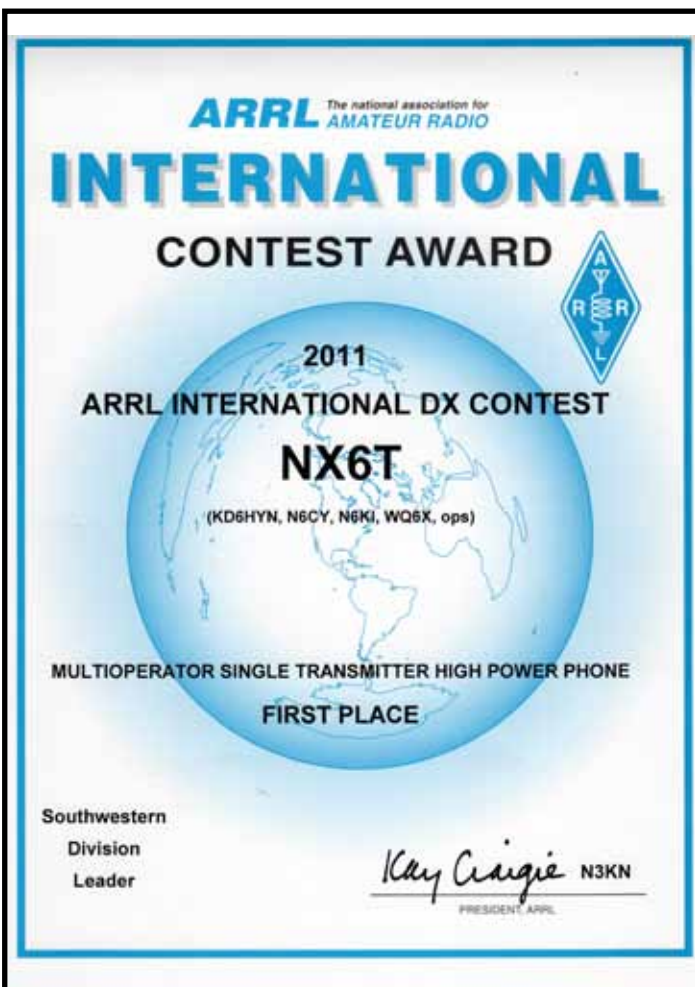 ARRL The national association for
AMATEUR RADIO
INTERNATIONAL
CONTEST AWARD
A
R R
L
2011
ARRL INTERNATIONAL DX CONTEST
NX6T
(KD6HYN, N6CY, N6KI, WQ6X, ops)
MULTIOPERATOR SINGLE TRANSMITTER HIGH POWER PHONE
FIRST PLACE
Southwestern
Division
Leader
Kay Craigie N3KN
PRESIDENT, ARRL